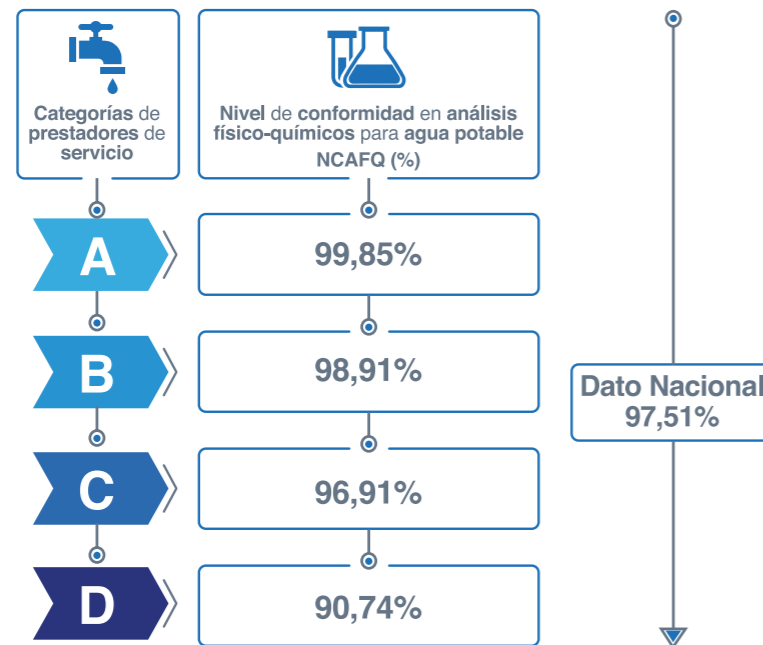 Categorías de
prestadores de
servicio
Nivel de conformidad en análisis
físico-químicos para agua potable
NCAFQ (%)
A
99,85%
B
98,91%
Dato Nacional
97,51%
C
96,91%
D
90,74%